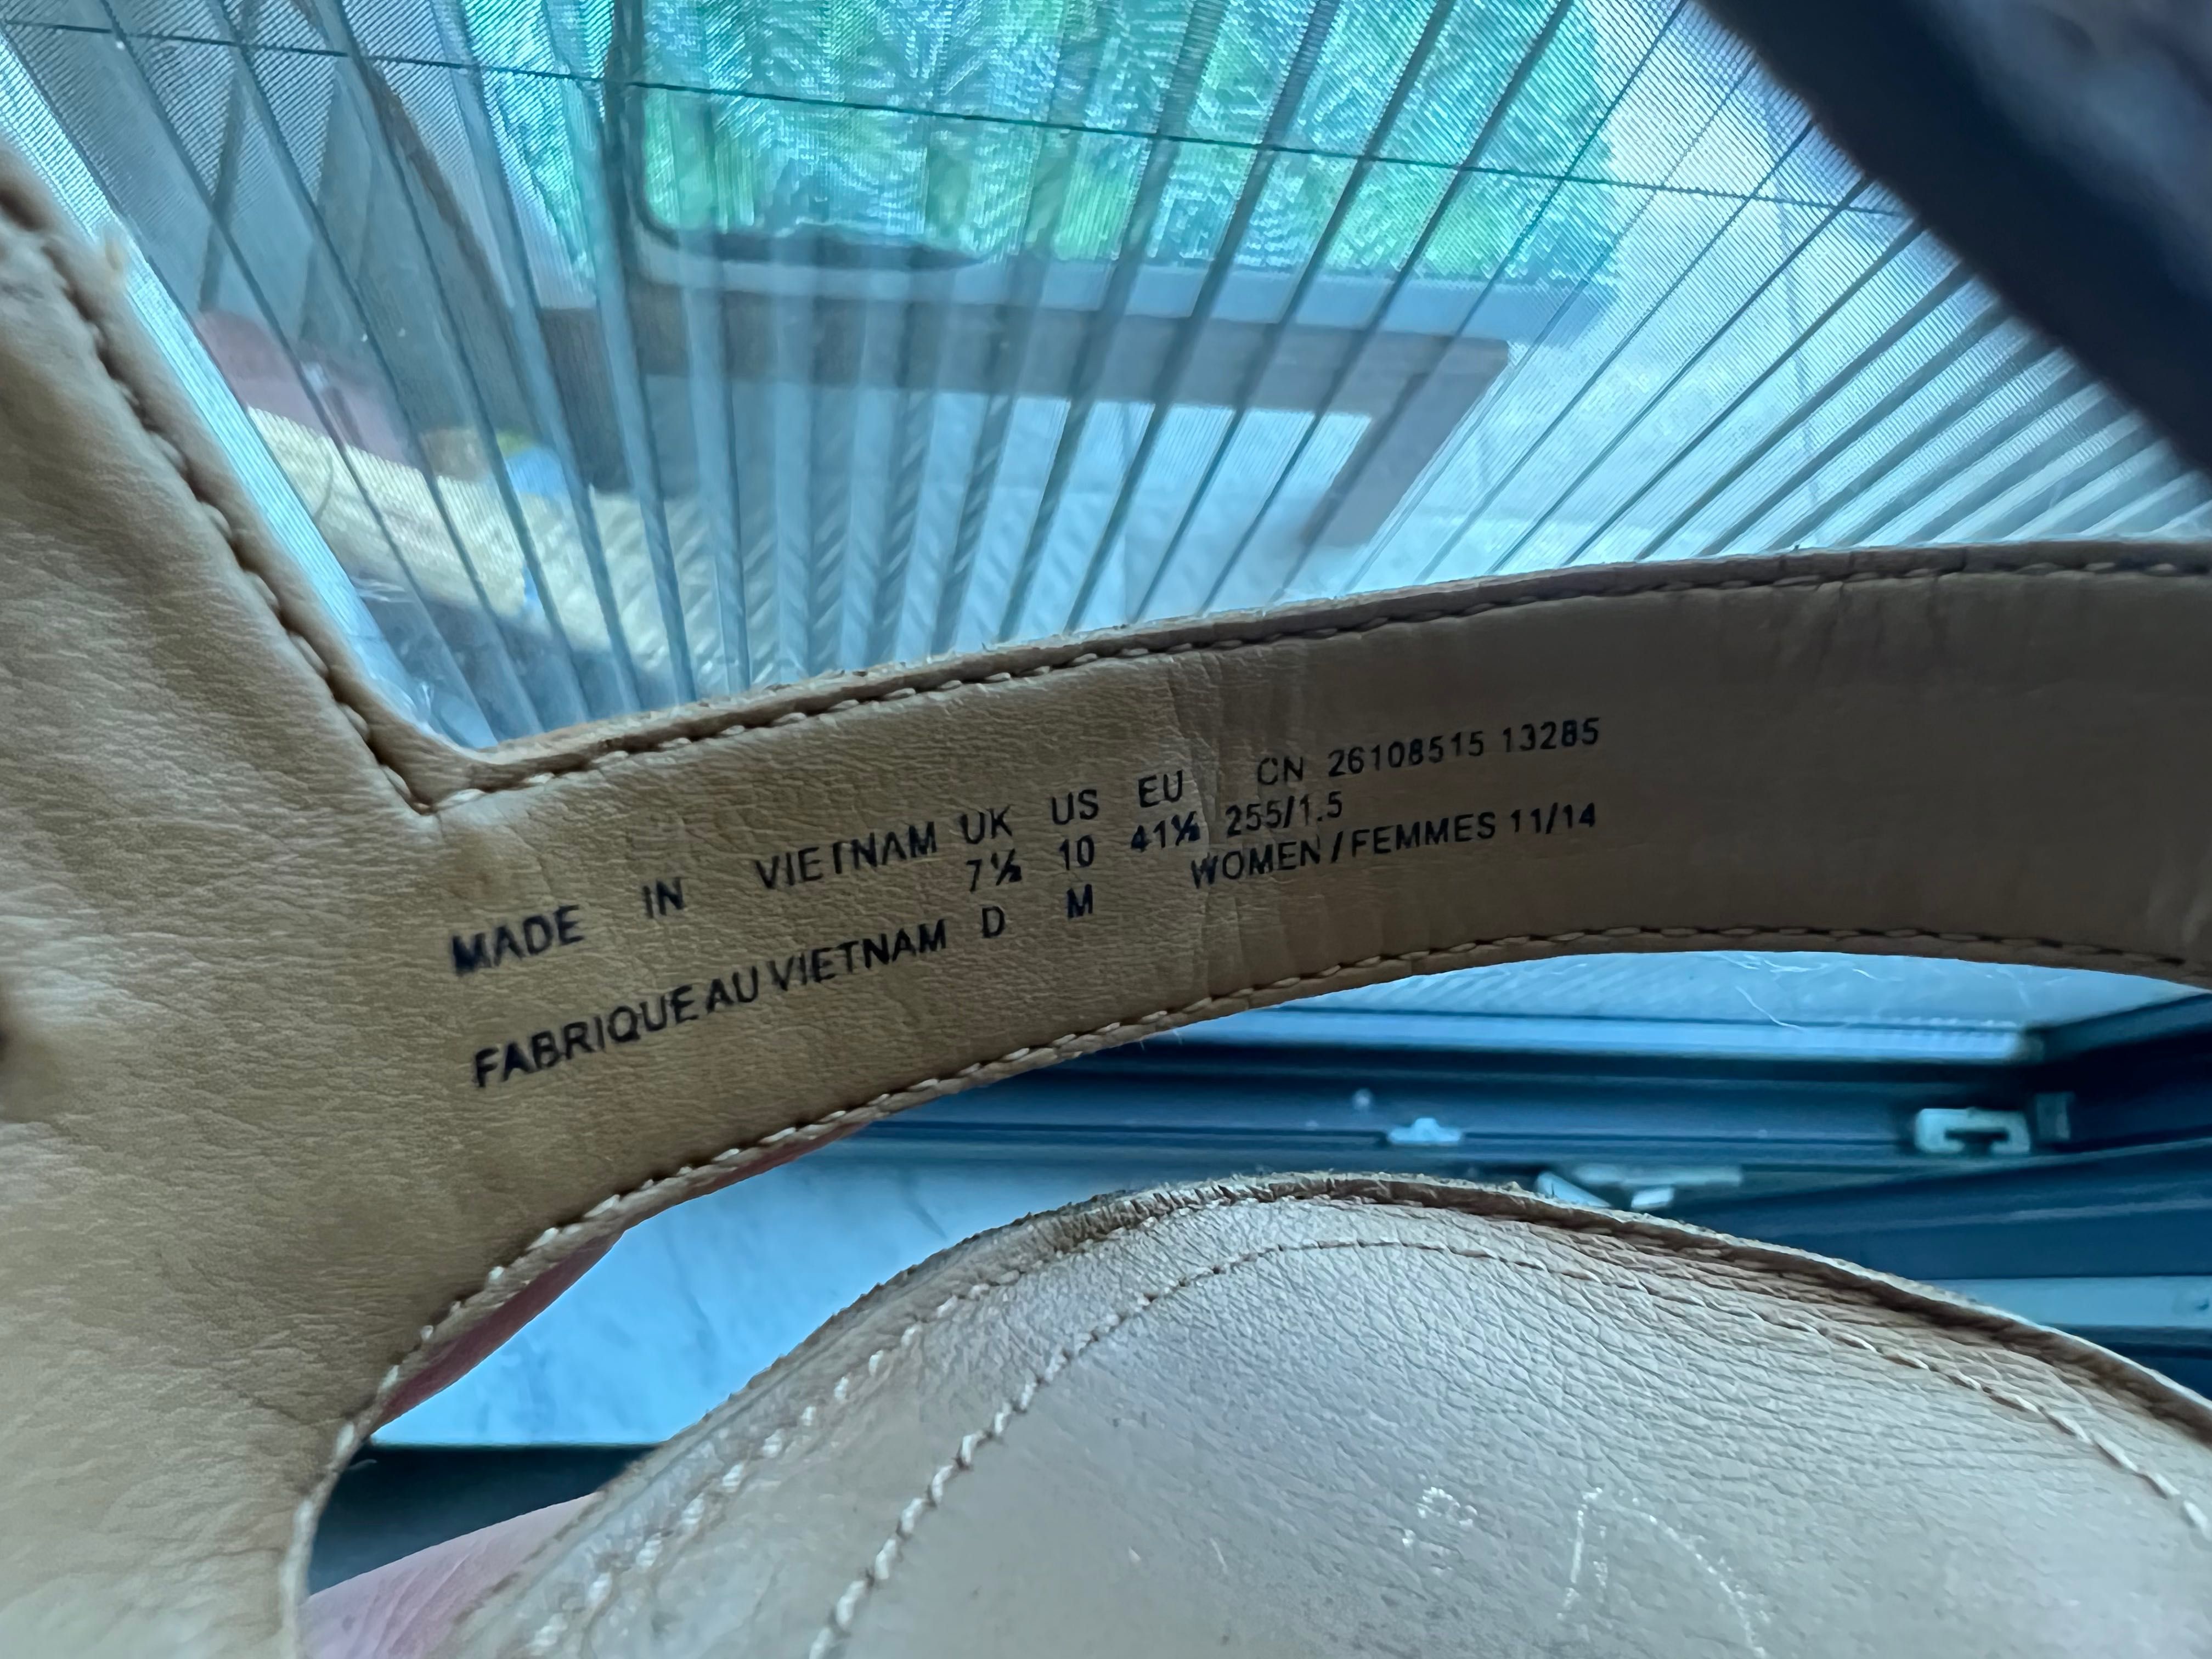 MADE IN VIETNAM UK US EU CN 26108515 13285
7½ 10 41½ 255/1.5
FABRIQUE AU VIETNAM D M WOMEN / FEMMES 11/14